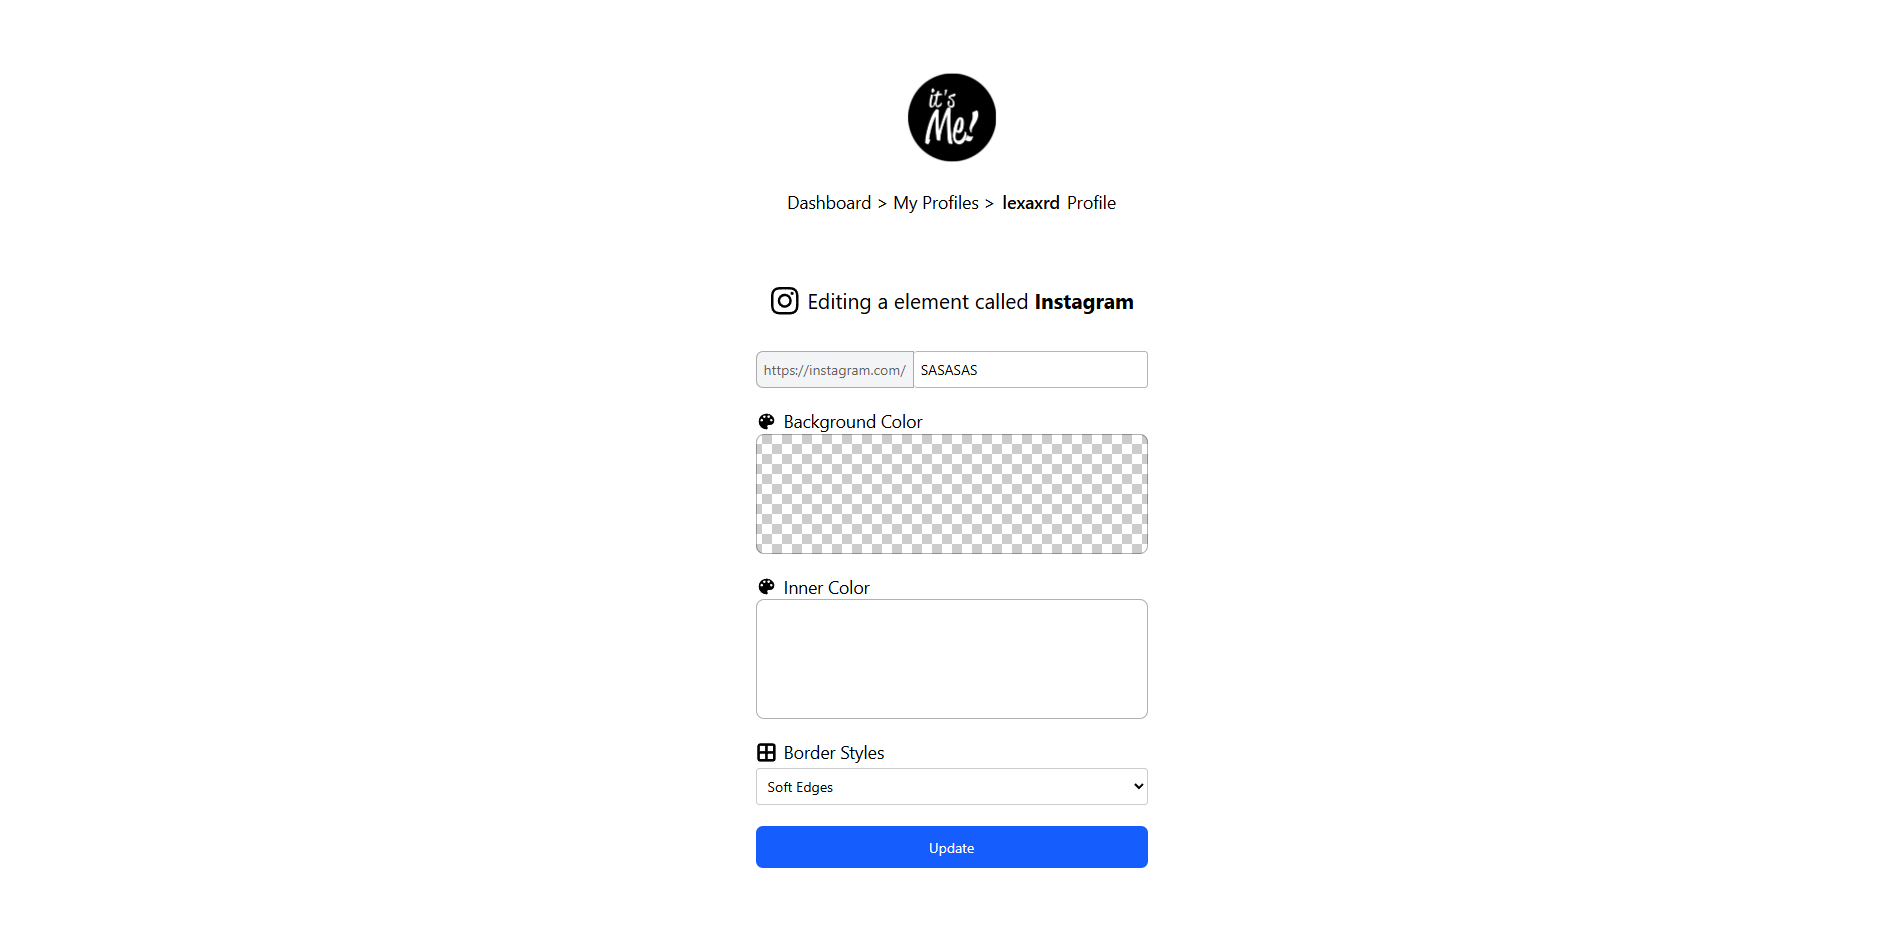 it's
Me!
Dashboard > My Profiles > lexaxrd Profile
Editing a element called Instagram
https://instagram.com/ SASASAS
Background Color
Inner Color
Border Styles
Soft Edges
Update